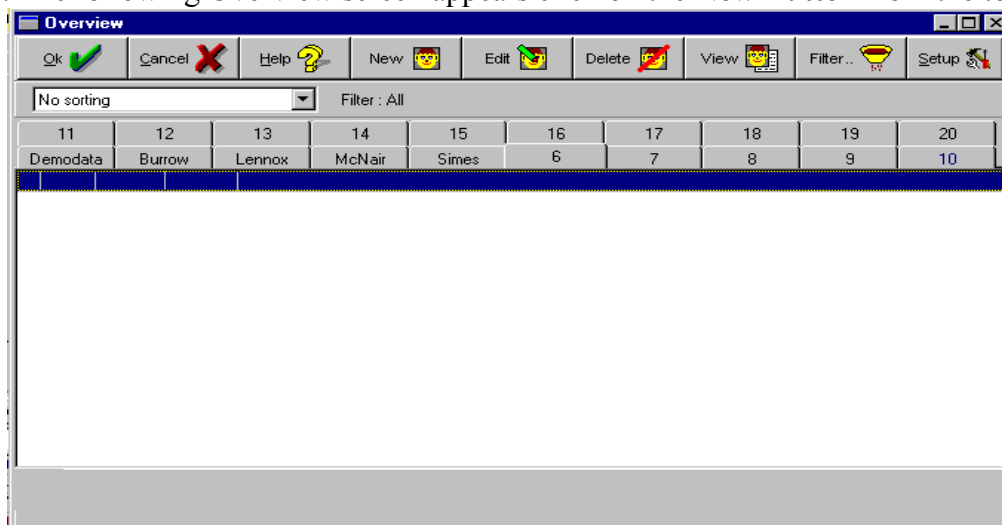 Overview
Ok Cancel Help New Edit Delete View Filter.. Setup
No sorting Filter : All
11 12 13 14 15 16 17 18 19 20
Demodata Burrow Lennox McNair Simes 6 7 8 9 10